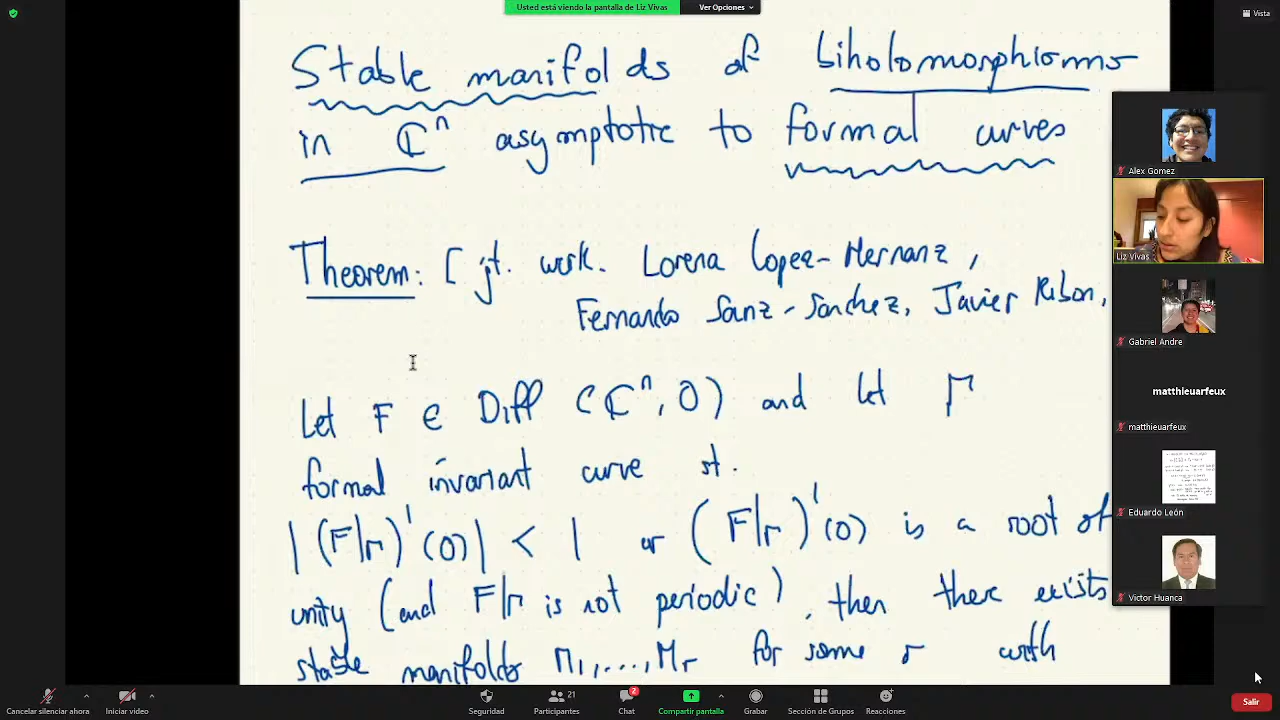 Usted está viendo la pantalla de Liz Vivas
Ver Opciones
Vista
Stable manifolds of biholomorphisms
in ℂⁿ asymptotic to formal curves
Theorem: [jt. work. Lorena Lopez-Hernanz,
Fernando Sanz-Sanchez, Javier Ribon,
Let F ∈ Diff (ℂⁿ, 0) and let Γ
formal invariant curve st.
|(F|Γ)'(0)| < 1 or (F|Γ)'(0) is a root of
unity (and F|Γ is not periodic), then there exists
stable manifolds M₁,...,Mᵣ for some r with
Alex Gomez
Liz Vivas
Gabriel Andre
matthieuarfeux
matthieuarfeux
Eduardo León
Victor Huanca
Cancelar silenciar ahora
Iniciar video
Seguridad
21
Participantes
2
Chat
Compartir pantalla
Grabar
Sección de Grupos
Reacciones
Salir